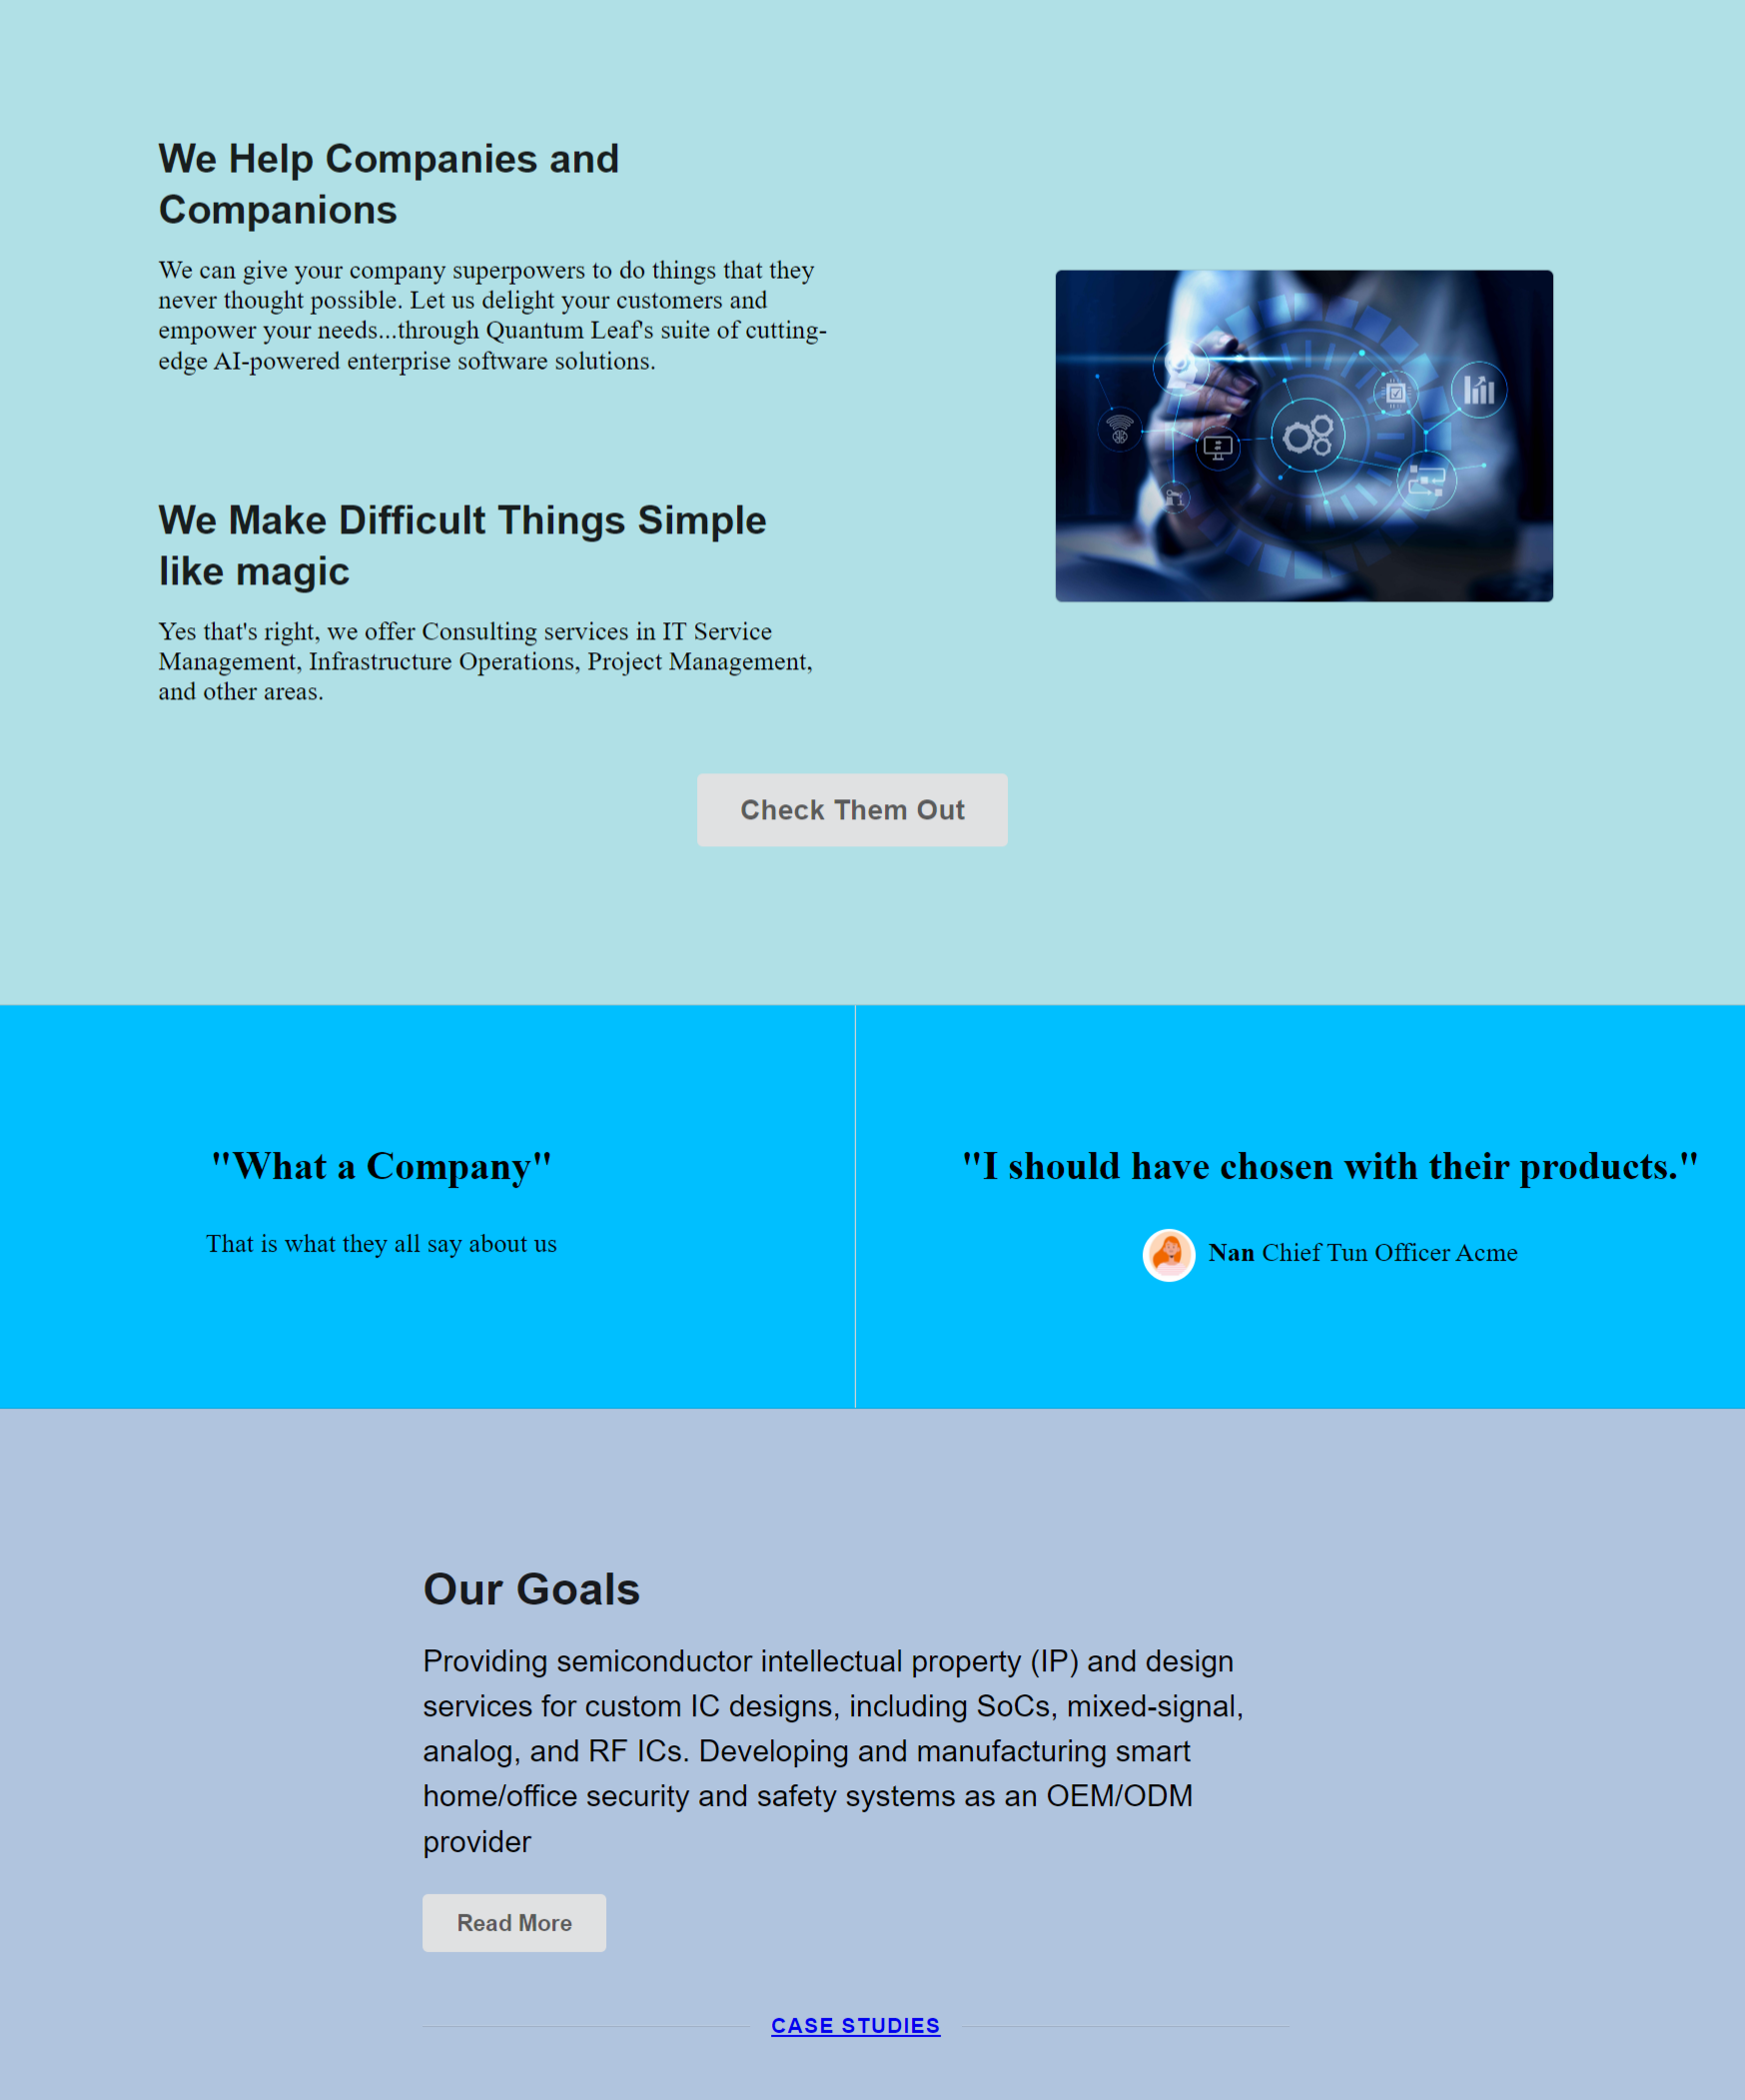 We Help Companies and
Companions
We can give your company superpowers to do things that they
never thought possible. Let us delight your customers and
empower your needs...through Quantum Leaf's suite of cutting-
edge AI-powered enterprise software solutions.
We Make Difficult Things Simple
like magic
Yes that's right, we offer Consulting services in IT Service
Management, Infrastructure Operations, Project Management,
and other areas.
Check Them Out
"What a Company"
That is what they all say about us
"I should have chosen with their products."
Nan Chief Tun Officer Acme
Our Goals
Providing semiconductor intellectual property (IP) and design
services for custom IC designs, including SoCs, mixed-signal,
analog, and RF ICs. Developing and manufacturing smart
home/office security and safety systems as an OEM/ODM
provider
Read More
CASE STUDIES